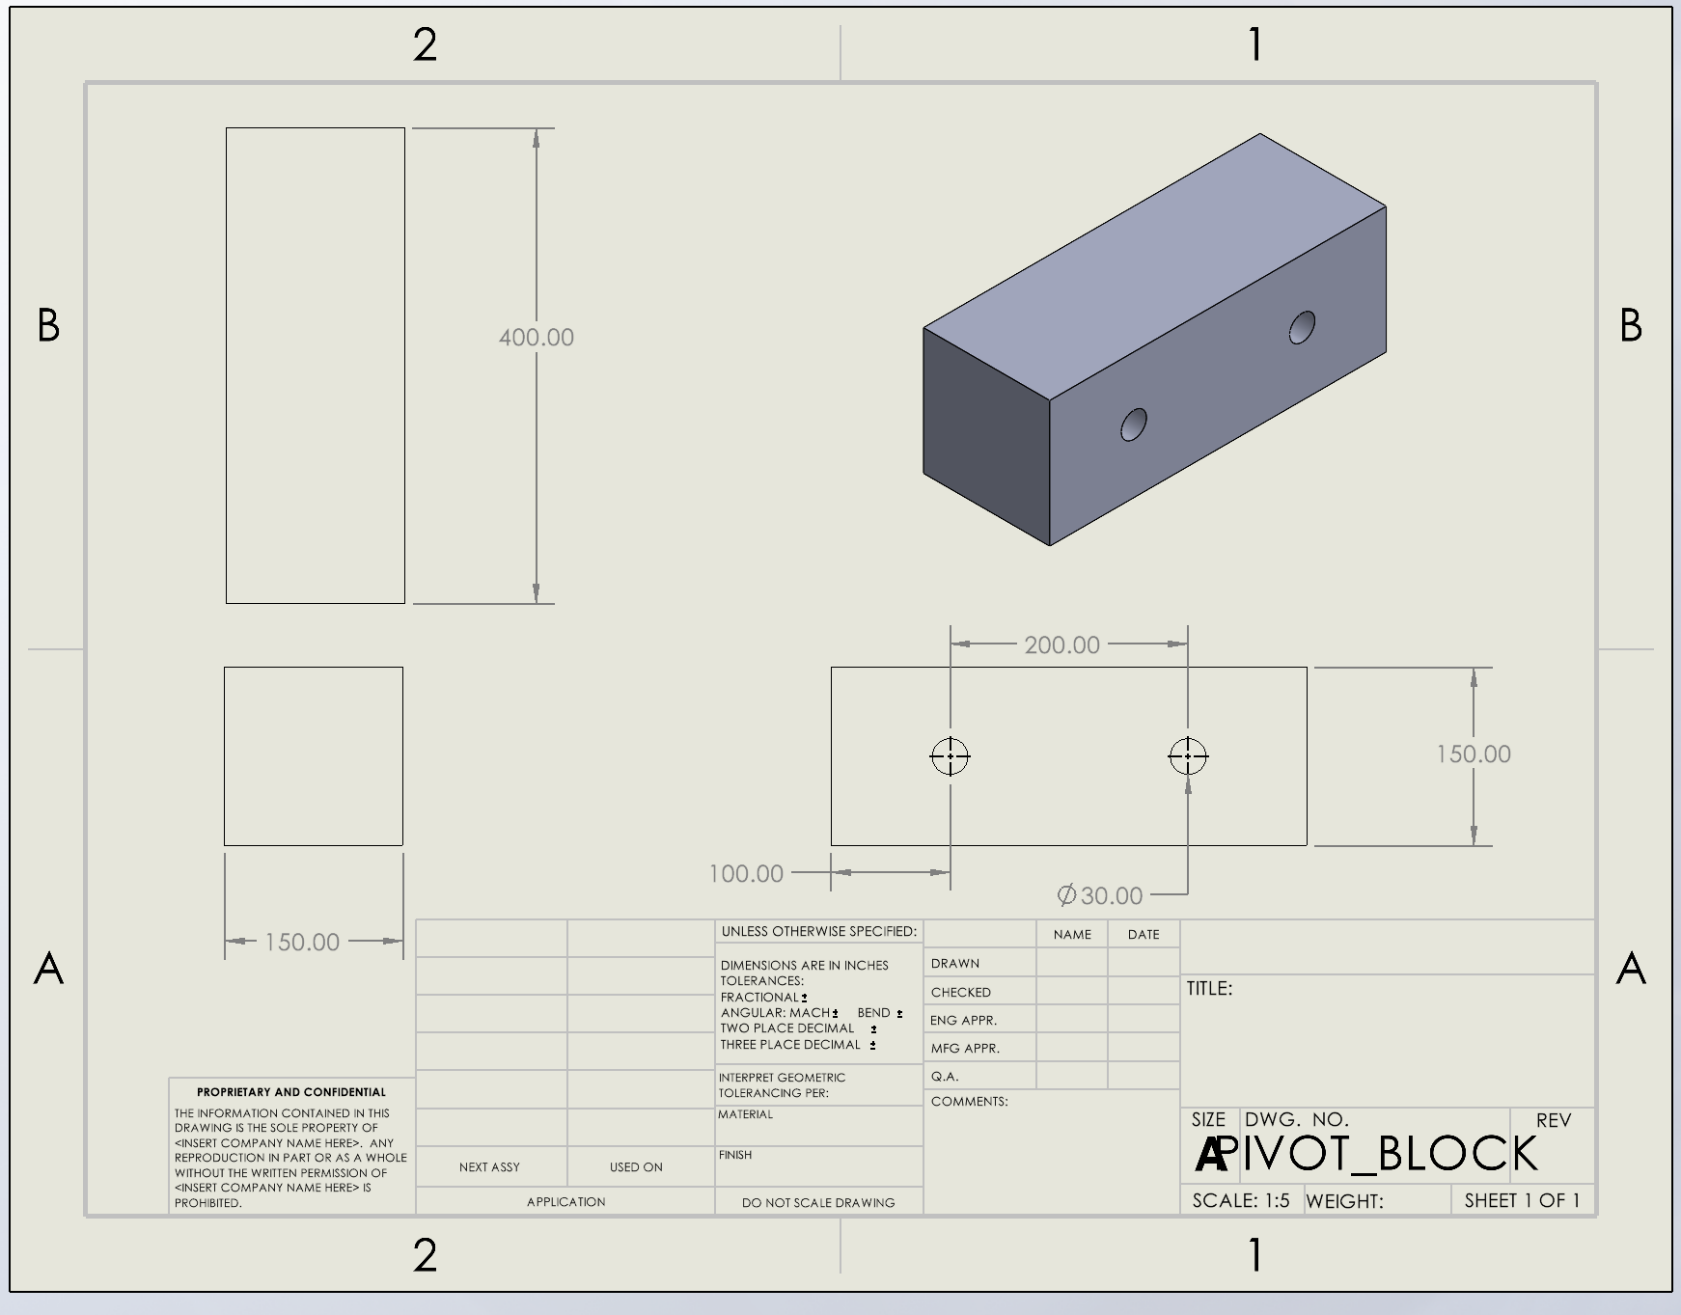 2 1
B B
400.00
200.00
150.00
100.00
Ø30.00
150.00
A A
UNLESS OTHERWISE SPECIFIED:
DIMENSIONS ARE IN INCHES
TOLERANCES:
FRACTIONAL ±
ANGULAR: MACH ± BEND ±
TWO PLACE DECIMAL ±
THREE PLACE DECIMAL ±
INTERPRET GEOMETRIC
TOLERANCING PER:
MATERIAL
FINISH
DO NOT SCALE DRAWING
NAME DATE
DRAWN
CHECKED
ENG APPR.
MFG APPR.
Q.A.
COMMENTS:
TITLE:
SIZE DWG. NO. REV
A PIVOT_BLOCK
SCALE: 1:5 WEIGHT: SHEET 1 OF 1
PROPRIETARY AND CONFIDENTIAL
THE INFORMATION CONTAINED IN THIS
DRAWING IS THE SOLE PROPERTY OF
<INSERT COMPANY NAME HERE>. ANY
REPRODUCTION IN PART OR AS A WHOLE
WITHOUT THE WRITTEN PERMISSION OF
<INSERT COMPANY NAME HERE> IS
PROHIBITED.
NEXT ASSY USED ON
APPLICATION
2 1